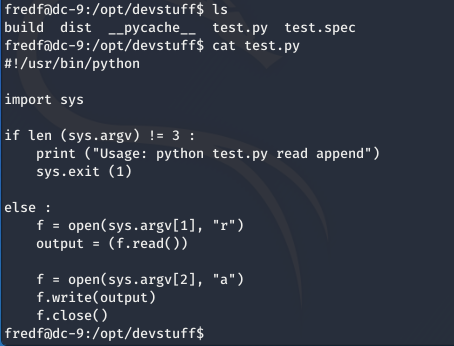 fredf@dc-9:/opt/devstuff$ ls
build  dist  __pycache__  test.py  test.spec
fredf@dc-9:/opt/devstuff$ cat test.py
#!/usr/bin/python

import sys

if len (sys.argv) != 3 :
    print ("Usage: python test.py read append")
    sys.exit (1)

else :
    f = open(sys.argv[1], "r")
    output = (f.read())

    f = open(sys.argv[2], "a")
    f.write(output)
    f.close()
fredf@dc-9:/opt/devstuff$